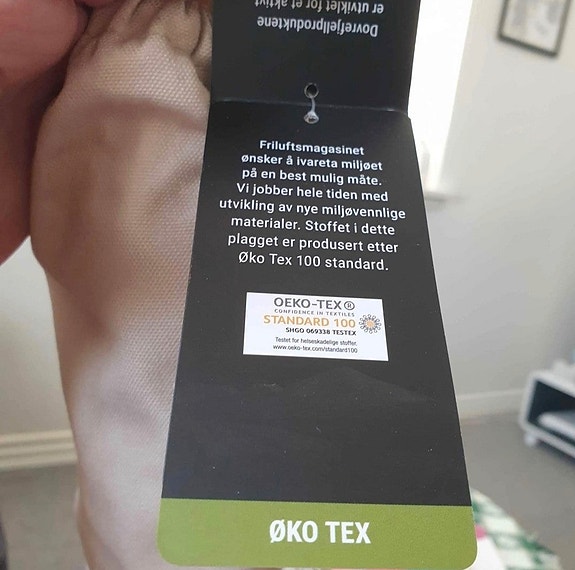 Dovrefjellproduktene
er utviklet for et aktivt
Friluftsmagasinet
ønsker å ivareta miljøet
på en best mulig måte.
Vi jobber hele tiden med
utvikling av nye miljøvennlige
materialer. Stoffet i dette
plagget er produsert etter
Øko Tex 100 standard.
OEKO-TEX®
CONFIDENCE IN TEXTILES
STANDARD 100
SHGO 069338 TESTEX
Testet for helseskadelige stoffer.
www.oeko-tex.com/standard100
ØKO TEX